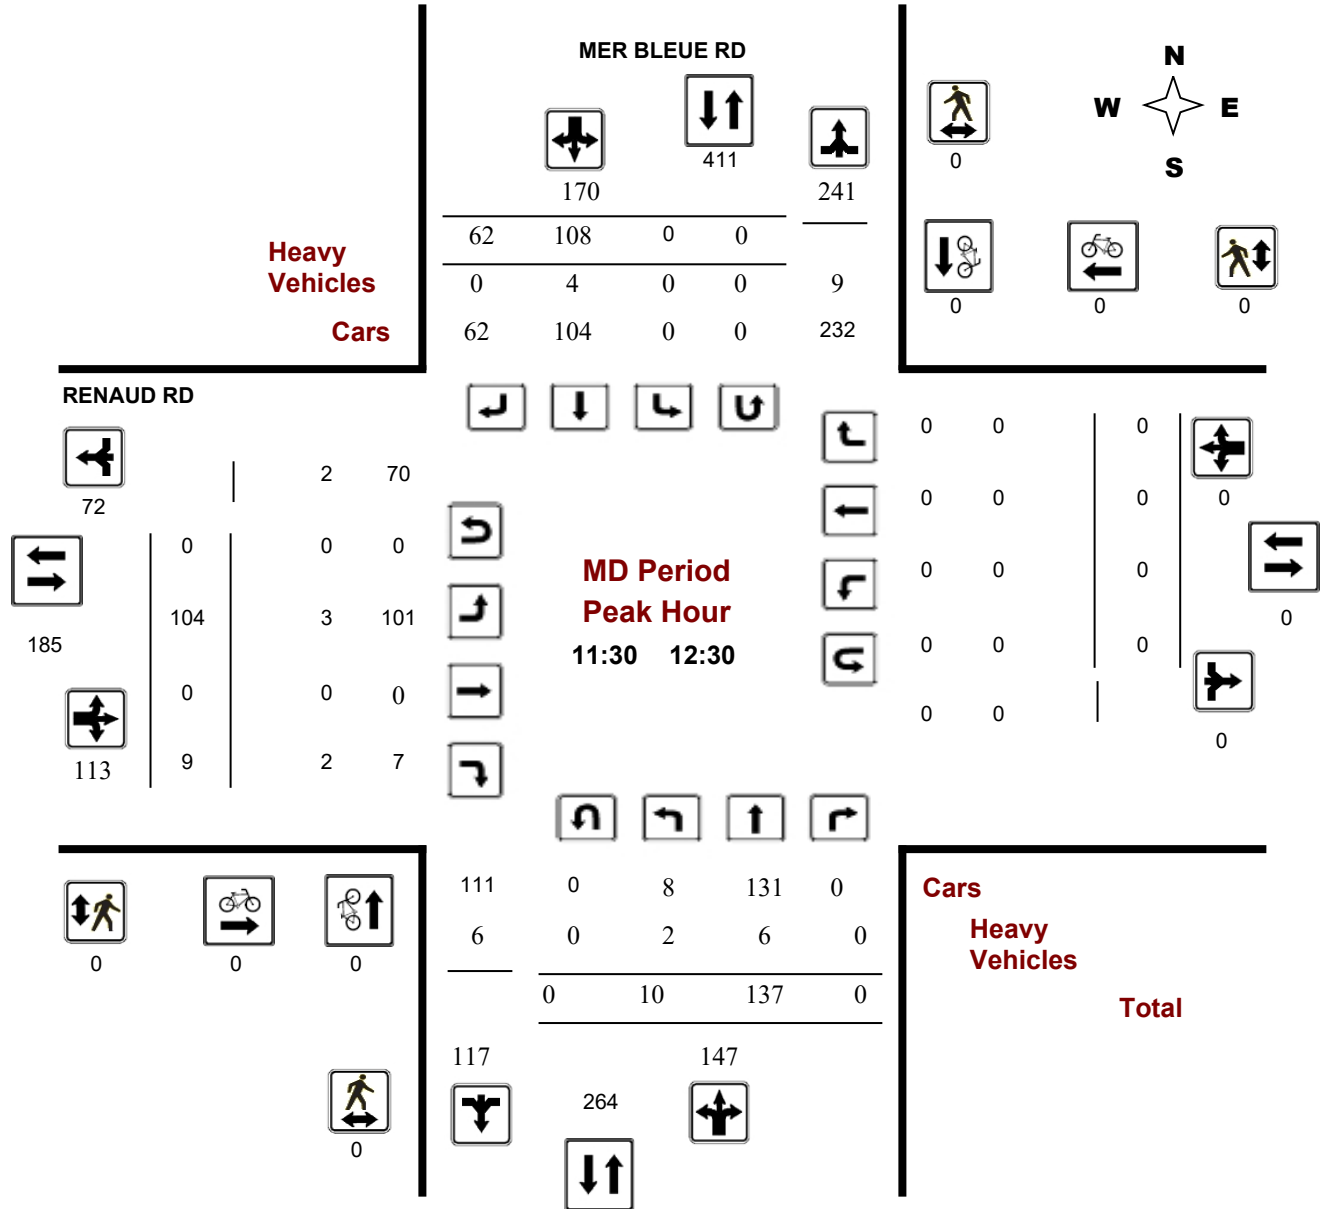 MER BLEUE RD
N
W E
S
411
170 241
0
62 108 0 0
Heavy
Vehicles
0 4 0 0 9
0 0 0
Cars
62 104 0 0 232
RENAUD RD
0 0 0
2 70
72
0 0 0 0
0 0 0
MD Period
Peak Hour
0 0 0
104 3 101
0
185
11:30 12:30
0 0 0
0 0 0
0 0
0
113
9 2 7
111 0 8 131 0
Cars
6 0 2 6 0
Heavy
Vehicles
0 0 0
0 10 137 0
Total
117 147
264
0